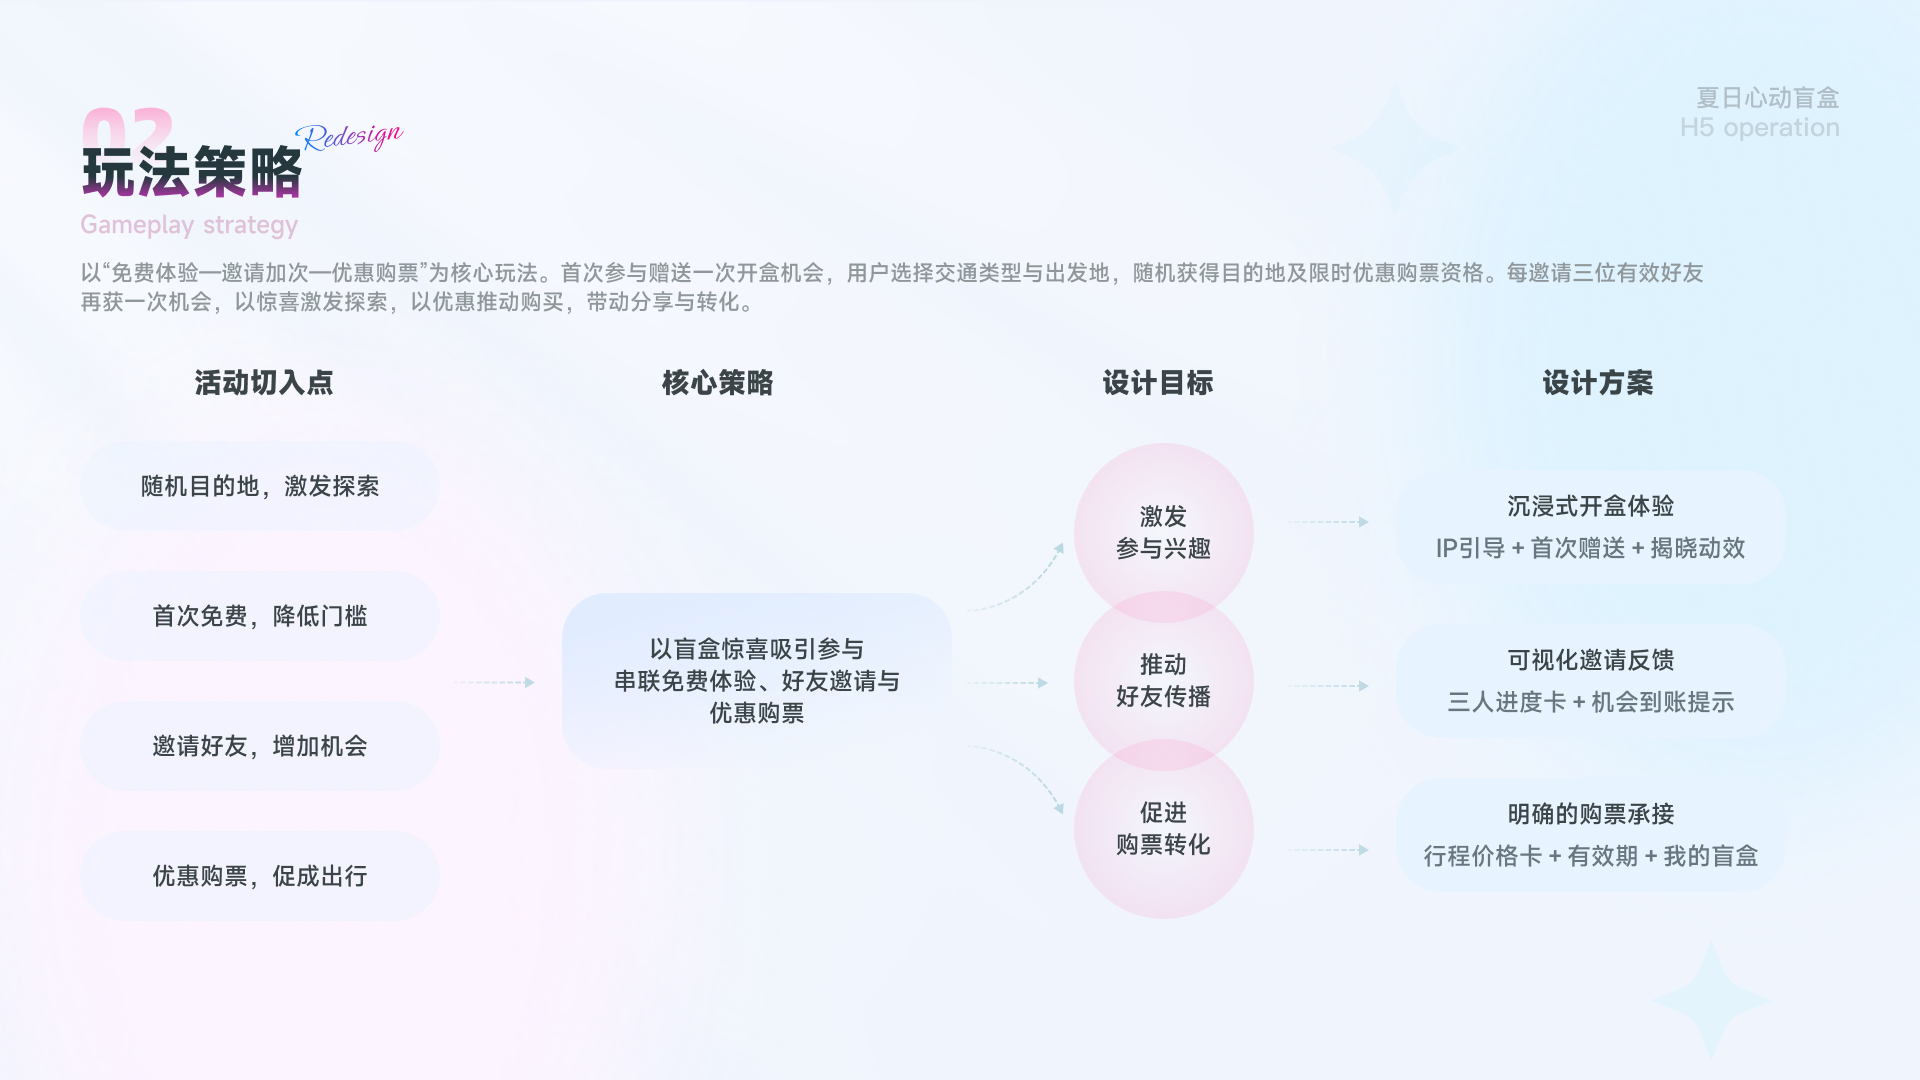 夏日心动盲盒
H5 operation
02
玩法策略
Redesign
Gameplay strategy
以“免费体验—邀请加次—优惠购票”为核心玩法。首次参与赠送一次开盒机会，用户选择交通类型与出发地，随机获得目的地及限时优惠购票资格。每邀请三位有效好友
再获一次机会，以惊喜激发探索，以优惠推动购买，带动分享与转化。
活动切入点
随机目的地，激发探索
首次免费，降低门槛
邀请好友，增加机会
优惠购票，促成出行
核心策略
以盲盒惊喜吸引参与
串联免费体验、好友邀请与
优惠购票
设计目标
激发
参与兴趣
推动
好友传播
促进
购票转化
设计方案
沉浸式开盒体验
IP引导 + 首次赠送 + 揭晓动效
可视化邀请反馈
三人进度卡 + 机会到账提示
明确的购票承接
行程价格卡 + 有效期 + 我的盲盒